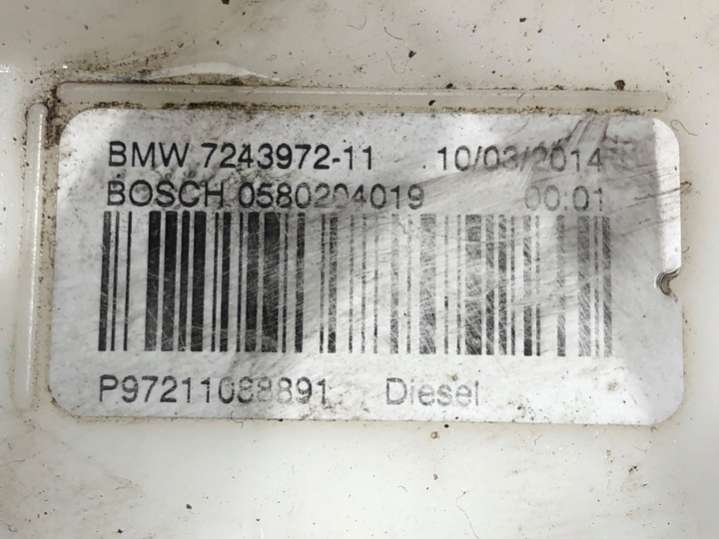 BMW 7243972-11 10/03/2014
BOSCH 0580204019 00:01
P97211088891 Diesel